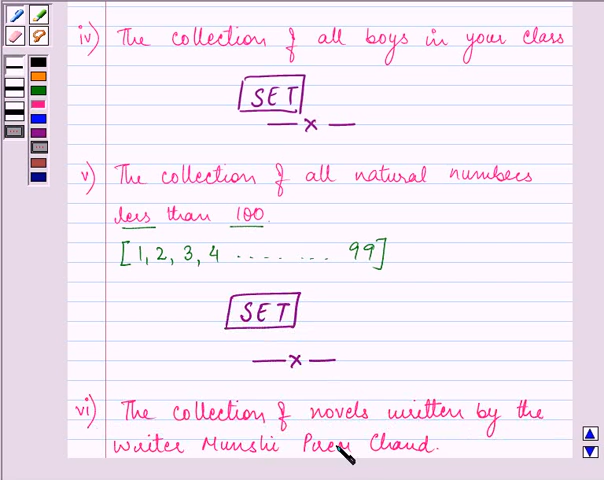 iv) The collection of all boys in your class
SET
— x —
v) The collection of all natural numbers
less than 100.
[1, 2, 3, 4 ........ 99]
SET
— x —
vi) The collection of novels written by the
writer Munshi Prem Chand.